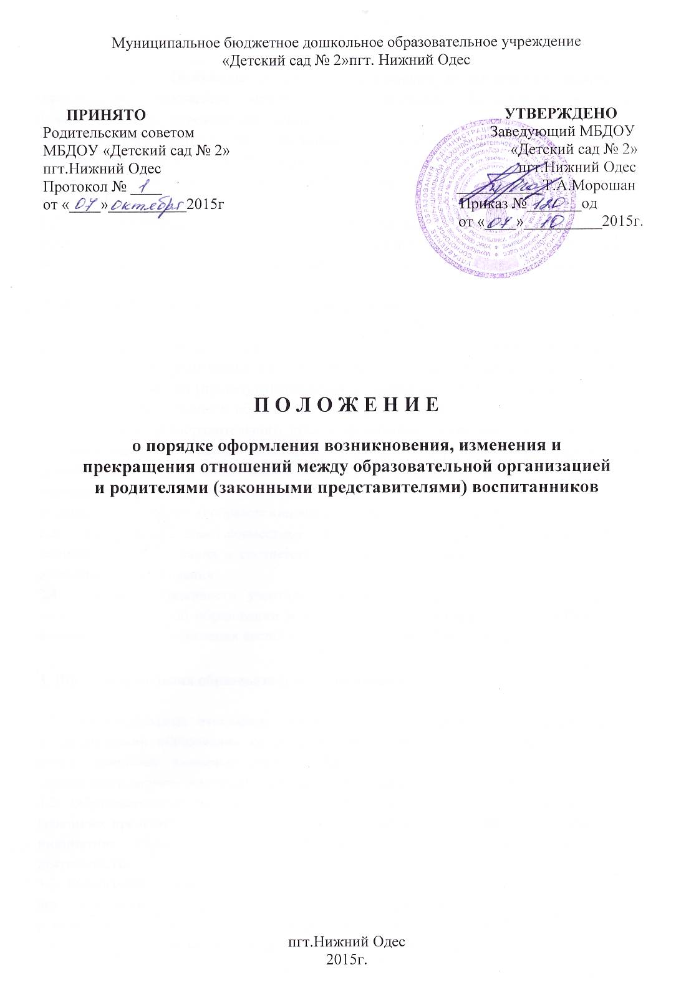 Муниципальное бюджетное дошкольное образовательное учреждение
«Детский сад № 2»пгт. Нижний Одес
ПРИНЯТО
Родительским советом
МБДОУ «Детский сад № 2»
пгт.Нижний Одес
Протокол № 1
от « 07 » октября 2015г
УТВЕРЖДЕНО
Заведующий МБДОУ
«Детский сад № 2»
пгт.Нижний Одес
Т.А.Морошан
Приказ № 120 од
от « 07 » 10 2015г.
П О Л О Ж Е Н И Е
о порядке оформления возникновения, изменения и
прекращения отношений между образовательной организацией
и родителями (законными представителями) воспитанников
пгт.Нижний Одес
2015г.